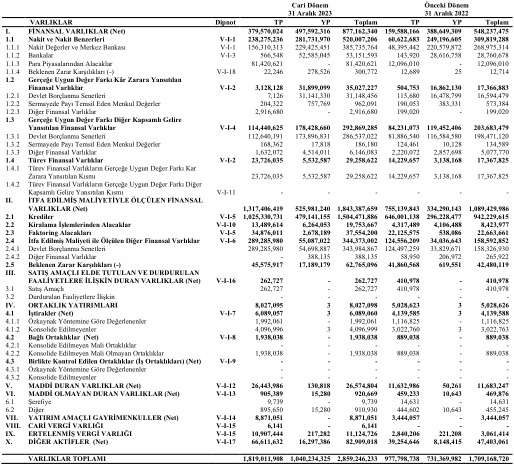 Cari Dönem Önceki Dönem
31 Aralık 2023 31 Aralık 2022
VARLIKLAR Dipnot TP YP Toplam TP YP Toplam
I. FİNANSAL VARLIKLAR (Net) 379,570,024 497,592,316 877,162,340 159,588,166 388,649,309 548,237,475
1.1 Nakit ve Nakit Benzerleri V-I-1 238,275,236 281,731,970 520,007,206 60,622,683 249,196,605 309,819,288
1.1.1 Nakit Değerler ve Merkez Bankası V-I-1 156,310,313 229,425,451 385,735,764 48,395,442 220,579,872 268,975,314
1.1.2 Bankalar V-I-3 566,548 52,585,045 53,151,593 143,920 28,616,758 28,760,678
1.1.3 Para Piyasalarından Alacaklar 81,420,621 - 81,420,621 12,096,010 - 12,096,010
1.1.4 Beklenen Zarar Karşılıkları (-) V-I-18 22,246 278,526 300,772 12,689 25 12,714
1.2 Gerçeğe Uygun Değer Farkı Kâr Zarara Yansıtılan
Finansal Varlıklar V-I-2 3,128,128 31,899,099 35,027,227 504,753 16,862,130 17,366,883
1.2.1 Devlet Borçlanma Senetleri 7,126 31,141,330 31,148,456 115,680 16,478,799 16,594,479
1.2.2 Sermayede Payı Temsil Eden Menkul Değerler 204,322 757,769 962,091 190,053 383,331 573,384
1.2.3 Diğer Finansal Varlıklar 2,916,680 - 2,916,680 199,020 - 199,020
1.3 Gerçeğe Uygun Değer Farkı Diğer Kapsamlı Gelire
Yansıtılan Finansal Varlıklar V-I-4 114,440,625 178,428,660 292,869,285 84,231,073 119,452,406 203,683,479
1.3.1 Devlet Borçlanma Senetleri 112,640,191 173,896,831 286,537,022 81,886,540 116,584,580 198,471,120
1.3.2 Sermayede Payı Temsil Eden Menkul Değerler 168,362 17,818 186,180 124,461 10,128 134,589
1.3.3 Diğer Finansal Varlıklar 1,632,072 4,514,011 6,146,083 2,220,072 2,857,698 5,077,770
1.4 Türev Finansal Varlıklar V-I-2 23,726,035 5,532,587 29,258,622 14,229,657 3,138,168 17,367,825
1.4.1 Türev Finansal Varlıkların Gerçeğe Uygun Değer Farkı Kar
Zarara Yansıtılan Kısmı 23,726,035 5,532,587 29,258,622 14,229,657 3,138,168 17,367,825
1.4.2 Türev Finansal Varlıkların Gerçeğe Uygun Değer Farkı Diğer
Kapsamlı Gelire Yansıtılan Kısmı V-I-11 - - - - - -
II. İTFA EDİLMİŞ MALİYETİYLE ÖLÇÜLEN FİNANSAL
VARLIKLAR (Net) 1,317,406,419 525,981,240 1,843,387,659 755,139,843 334,290,143 1,089,429,986
2.1 Krediler V-I-5 1,025,330,731 479,141,155 1,504,471,886 646,001,138 296,228,477 942,229,615
2.2 Kiralama İşlemlerinden Alacaklar V-I-10 13,489,614 6,264,053 19,753,667 4,317,489 4,106,488 8,423,977
2.3 Faktoring Alacakları V-I-5 34,876,011 2,678,189 37,554,200 22,125,575 538,086 22,663,661
2.4 İtfa Edilmiş Maliyeti ile Ölçülen Diğer Finansal Varlıklar V-I-6 289,285,980 55,087,022 344,373,002 124,556,209 34,036,643 158,592,852
2.4.1 Devlet Borçlanma Senetleri 289,285,980 54,698,887 343,984,867 124,497,259 33,829,671 158,326,930
2.4.2 Diğer Finansal Varlıklar - 388,135 388,135 58,950 206,972 265,922
2.5 Beklenen Zarar Karşılıkları (-) 45,575,917 17,189,179 62,765,096 41,860,568 619,551 42,480,119
III. SATIŞ AMAÇLI ELDE TUTULAN VE DURDURULAN
FAALİYETLERE İLİŞKİN DURAN VARLIKLAR (Net) V-I-16 262,727 - 262,727 410,978 - 410,978
3.1 Satış Amaçlı 262,727 - 262,727 410,978 - 410,978
3.2 Durdurulan Faaliyetlere İlişkin - - - - - -
IV. ORTAKLIK YATIRIMLARI 8,027,095 3 8,027,098 5,028,623 3 5,028,626
4.1 İştirakler (Net) V-I-7 6,089,057 3 6,089,060 4,139,585 3 4,139,588
4.1.1 Özkaynak Yöntemine Göre Değerlenenler 1,992,061 - 1,992,061 1,116,825 - 1,116,825
4.1.2 Konsolide Edilmeyenler 4,096,996 3 4,096,999 3,022,760 3 3,022,763
4.2 Bağlı Ortaklıklar (Net) V-I-8 1,938,038 - 1,938,038 889,038 - 889,038
4.2.1 Konsolide Edilmeyen Mali Ortaklıklar - - - - - -
4.2.2 Konsolide Edilmeyen Mali Olmayan Ortaklıklar 1,938,038 - 1,938,038 889,038 - 889,038
4.3 Birlikte Kontrol Edilen Ortaklıklar (İş Ortaklıkları) (Net) V-I-9 - - - - - -
4.3.1 Özkaynak Yöntemine Göre Değerlenenler - - - - - -
4.3.2 Konsolide Edilmeyenler - - - - - -
V. MADDİ DURAN VARLIKLAR (Net) V-I-12 26,443,986 130,818 26,574,804 11,632,986 50,261 11,683,247
VI. MADDİ OLMAYAN DURAN VARLIKLAR (Net) V-I-13 905,389 15,280 920,669 459,233 10,643 469,876
6.1 Şerefiye 9,739 - 9,739 14,631 - 14,631
6.2 Diğer 895,650 15,280 910,930 444,602 10,643 455,245
VII. YATIRIM AMAÇLI GAYRİMENKULLER (Net) V-I-14 8,871,051 - 8,871,051 3,444,057 - 3,444,057
VIII. CARİ VERGİ VARLIĞI V-I-15 6,141 - 6,141 - - -
IX. ERTELENMİŞ VERGİ VARLIĞI V-I-15 10,907,444 217,282 11,124,726 2,840,206 221,208 3,061,414
X. DİĞER AKTİFLER (Net) V-I-17 66,611,632 16,297,386 82,909,018 39,254,646 8,148,415 47,403,061
VARLIKLAR TOPLAMI 1,819,011,908 1,040,234,325 2,859,246,233 977,798,738 731,369,982 1,709,168,720